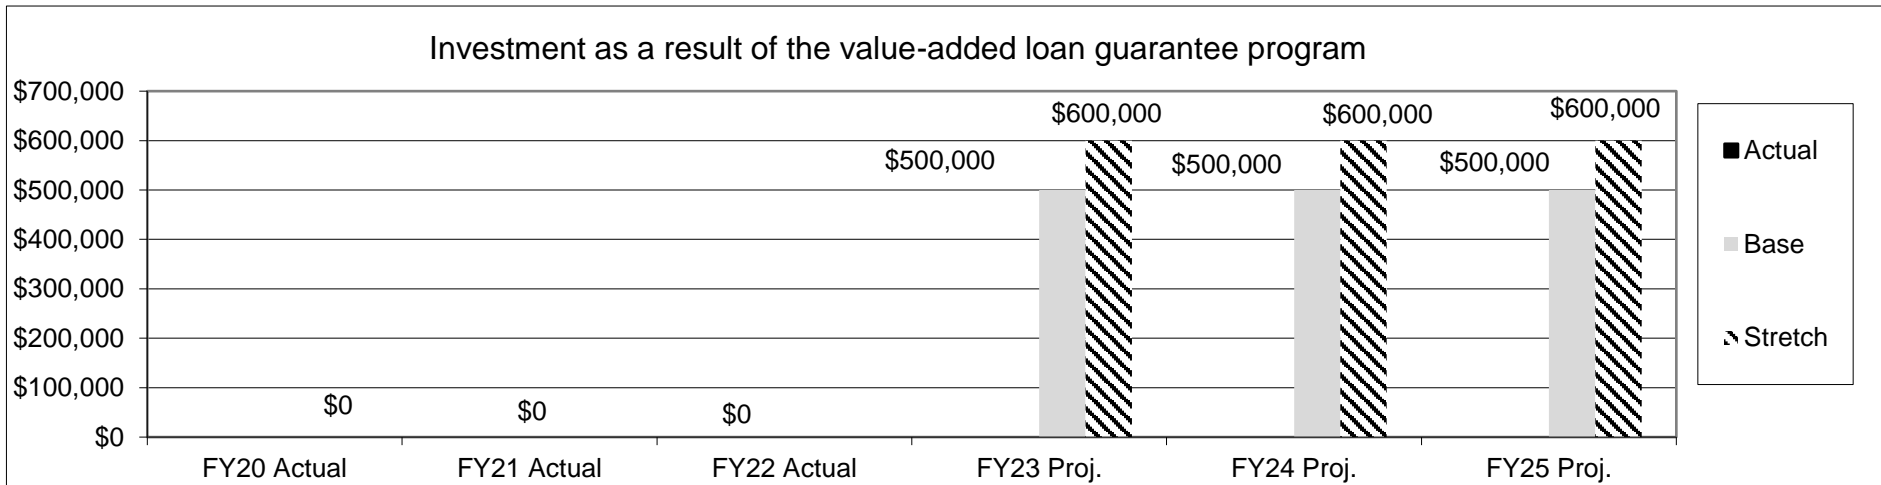 Investment as a result of the value-added loan guarantee program
$700,000
$600,000
$500,000
$400,000
$300,000
$200,000
$100,000
$0
$0
$0
$0
$500,000
$600,000
$500,000
$600,000
$500,000
$600,000
FY20 Actual
FY21 Actual
FY22 Actual
FY23 Proj.
FY24 Proj.
FY25 Proj.
Actual
Base
Stretch